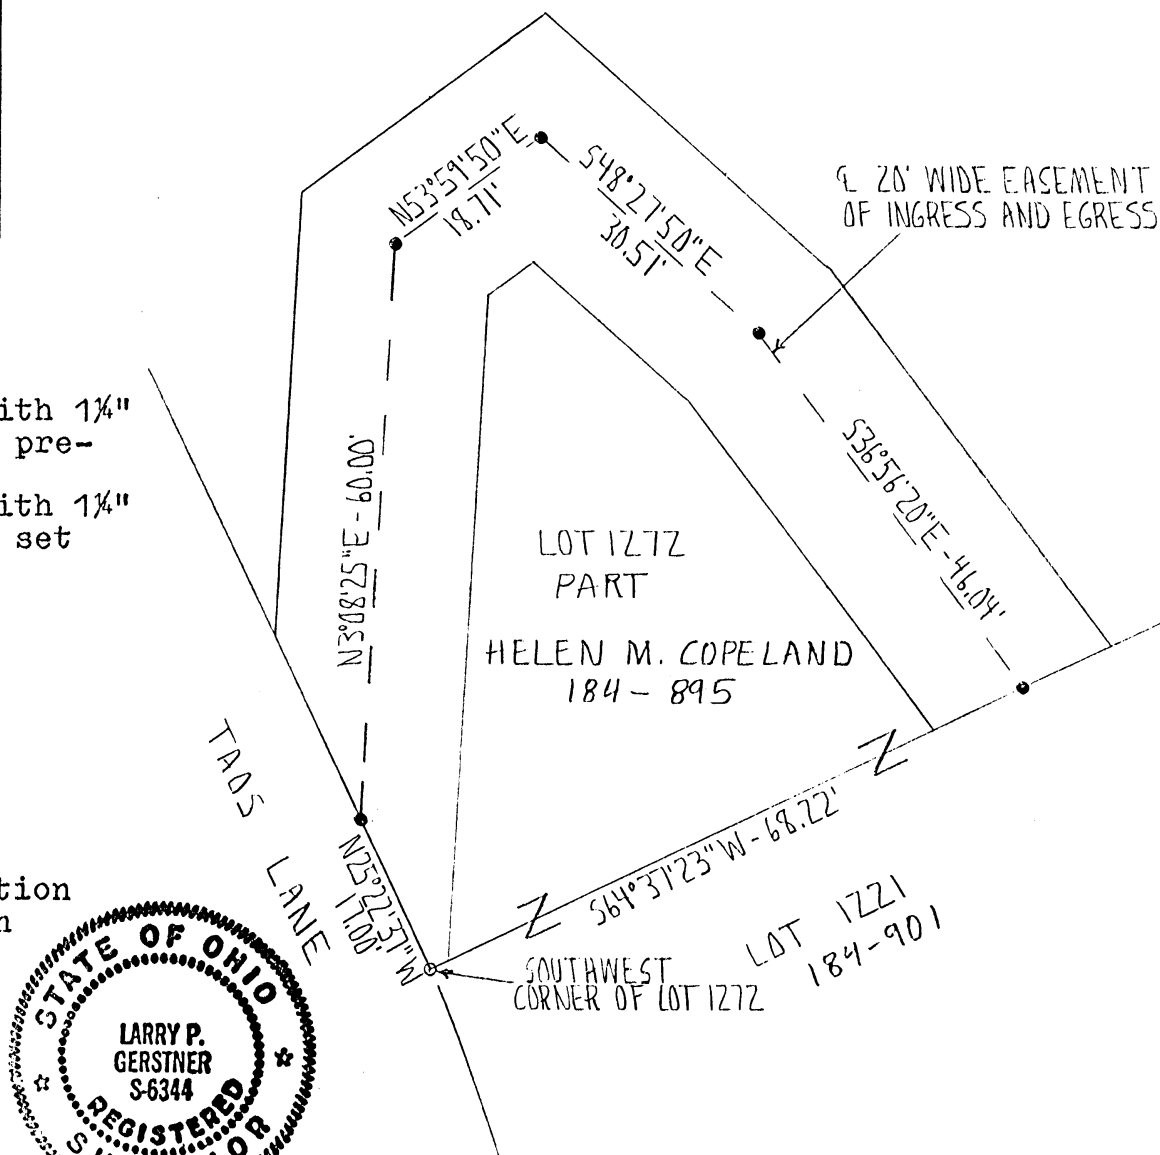 N53°59'50"E
18.71'
S48°27'50"E
30.51'
℄ 20' WIDE EASEMENT
OF INGRESS AND EGRESS
ith 1¼"
pre-
ith 1¼"
set
N3°08'25"E - 60.00'
S36°56'20"E - 46.04'
LOT 1272
PART
HELEN M. COPELAND
184 - 895
TAOS LANE
N25°22'37"W
17.00'
S64°37'23"W - 68.22'
LOT 1221
184-901
SOUTHWEST
CORNER OF LOT 1272
tion
n
STATE OF OHIO
LARRY P.
GERSTNER
S-6344
REGISTERED